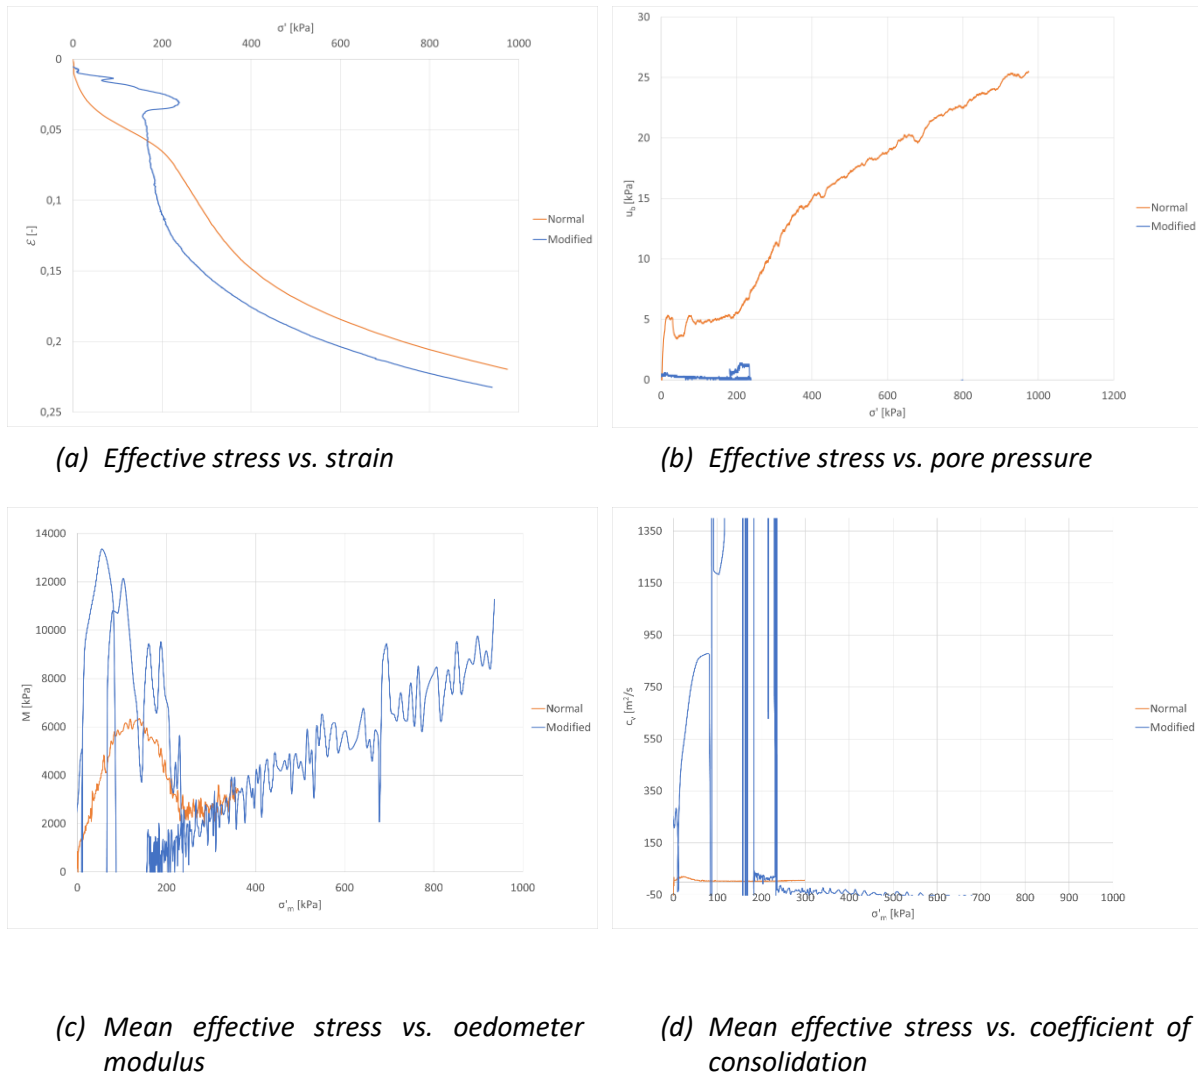 σ' [kPa]
0 200 400 600 800 1000
0
0,05
0,1
0,15
0,2
0,25
ε [-]
Normal
Modified
30
25
20
15
10
5
0
u_b [kPa]
0 200 400 600 800 1000 1200
σ' [kPa]
Normal
Modified
(a) Effective stress vs. strain
(b) Effective stress vs. pore pressure
14000
12000
10000
8000
6000
4000
2000
0
M [kPa]
0 200 400 600 800 1000
σ'm [kPa]
Normal
Modified
1350
1150
950
750
550
350
150
-50
c_v [m²/s
0 100 200 300 400 500 600 700 800 900 1000
σ'm [kPa]
Normal
Modified
(c) Mean effective stress vs. oedometer
modulus
(d) Mean effective stress vs. coefficient of
consolidation